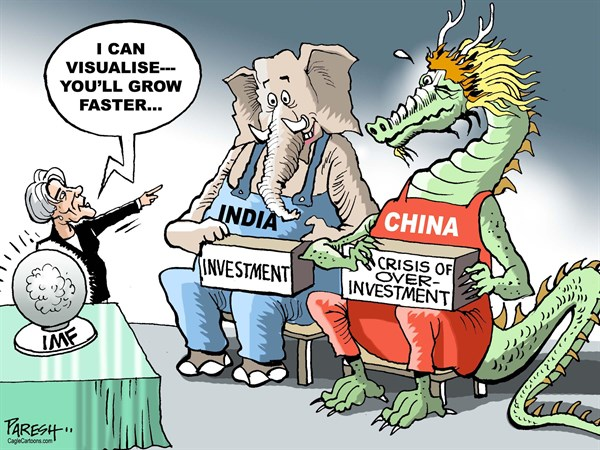 I CAN
VISUALISE---
YOU'LL GROW
FASTER...
IMF
INDIA
INVESTMENT
CHINA
CRISIS OF
OVER-
INVESTMENT
PARESH
CagleCartoons.com